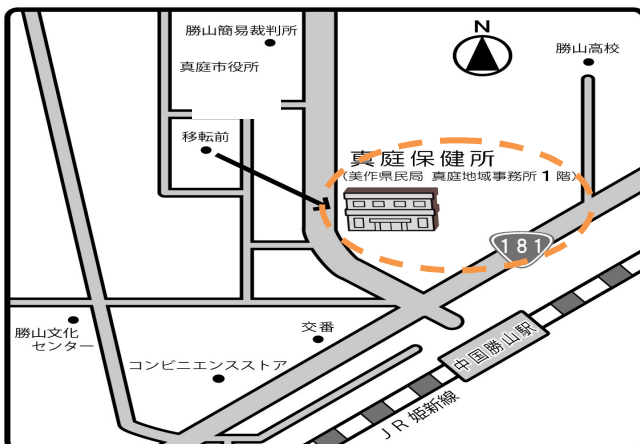 勝山簡易裁判所
N
勝山高校
真庭市役所
移転前
真庭保健所
(美作県民局 真庭地域事務所1階)
181
勝山文化
センター
交番
コンビニエンスストア
中国勝山駅
JR姫新線